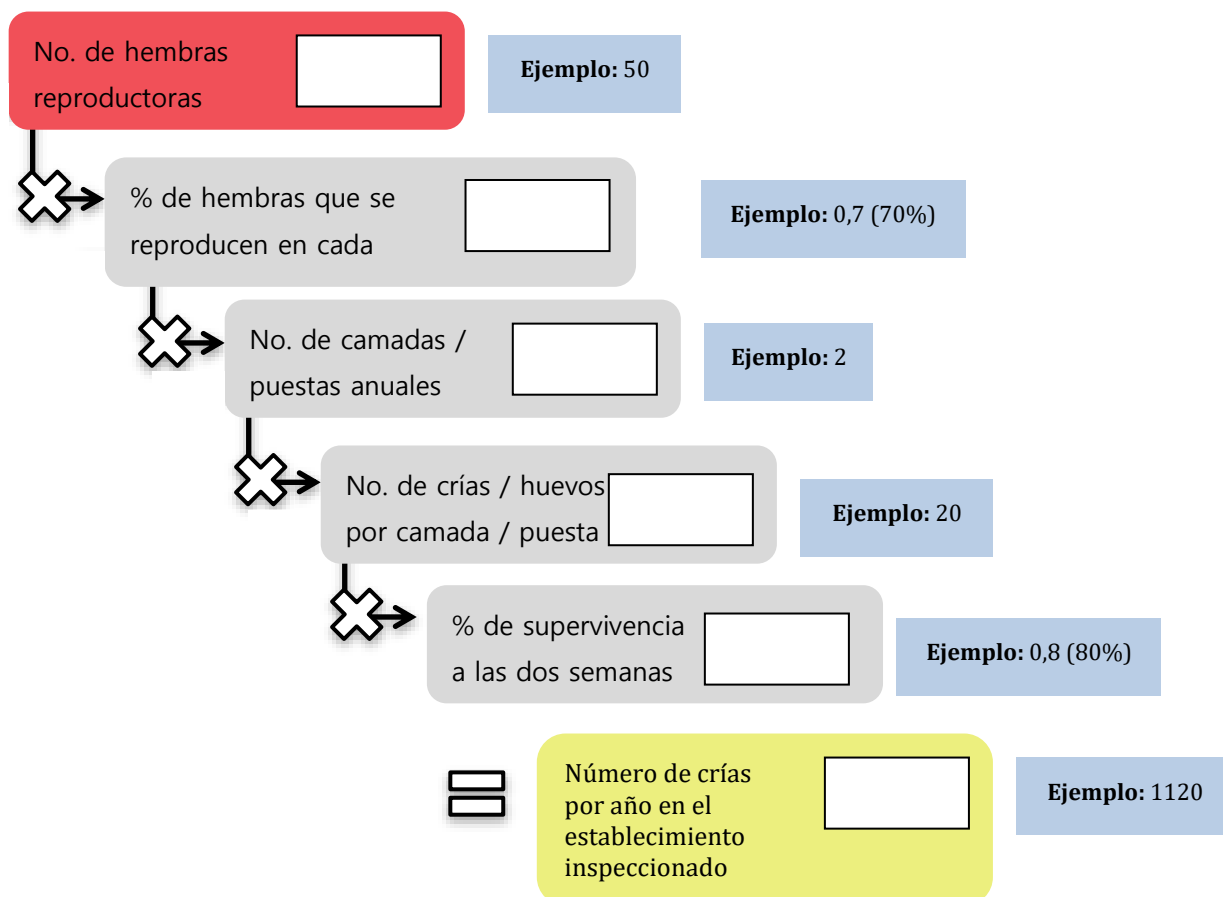 No. de hembras
reproductoras
Ejemplo: 50
% de hembras que se
reproducen en cada
Ejemplo: 0,7 (70%)
No. de camadas /
puestas anuales
Ejemplo: 2
No. de crías / huevos
por camada / puesta
Ejemplo: 20
% de supervivencia
a las dos semanas
Ejemplo: 0,8 (80%)
Número de crías
por año en el
establecimiento
inspeccionado
Ejemplo: 1120